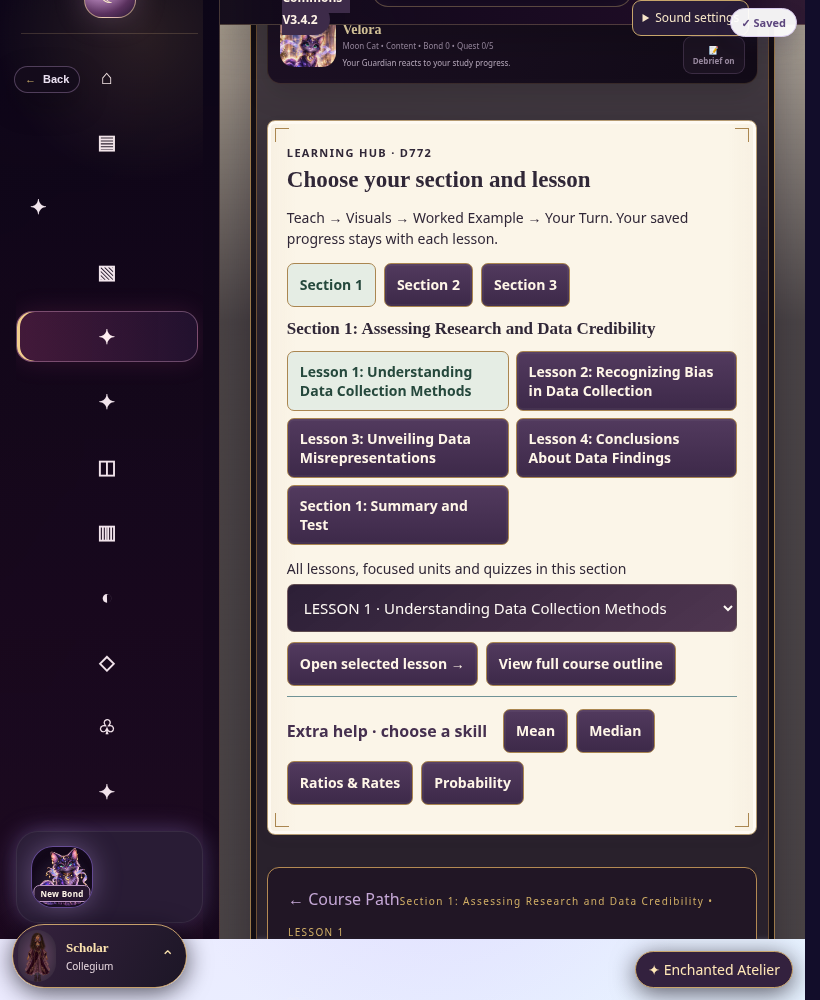 Commons
V3.4.2
▶ Sound settings
✓ Saved
Velora
Moon Cat • Content • Bond 0 • Quest 0/5
Your Guardian reacts to your study progress.
Debrief on
← Back
LEARNING HUB · D772
Choose your section and lesson
Teach → Visuals → Worked Example → Your Turn. Your saved
progress stays with each lesson.
Section 1
Section 2
Section 3
Section 1: Assessing Research and Data Credibility
Lesson 1: Understanding
Data Collection Methods
Lesson 2: Recognizing Bias
in Data Collection
Lesson 3: Unveiling Data
Misrepresentations
Lesson 4: Conclusions
About Data Findings
Section 1: Summary and
Test
All lessons, focused units and quizzes in this section
LESSON 1 · Understanding Data Collection Methods
Open selected lesson →
View full course outline
Extra help · choose a skill
Mean
Median
Ratios & Rates
Probability
← Course Path Section 1: Assessing Research and Data Credibility •
LESSON 1
New Bond
Scholar
Collegium
✦ Enchanted Atelier